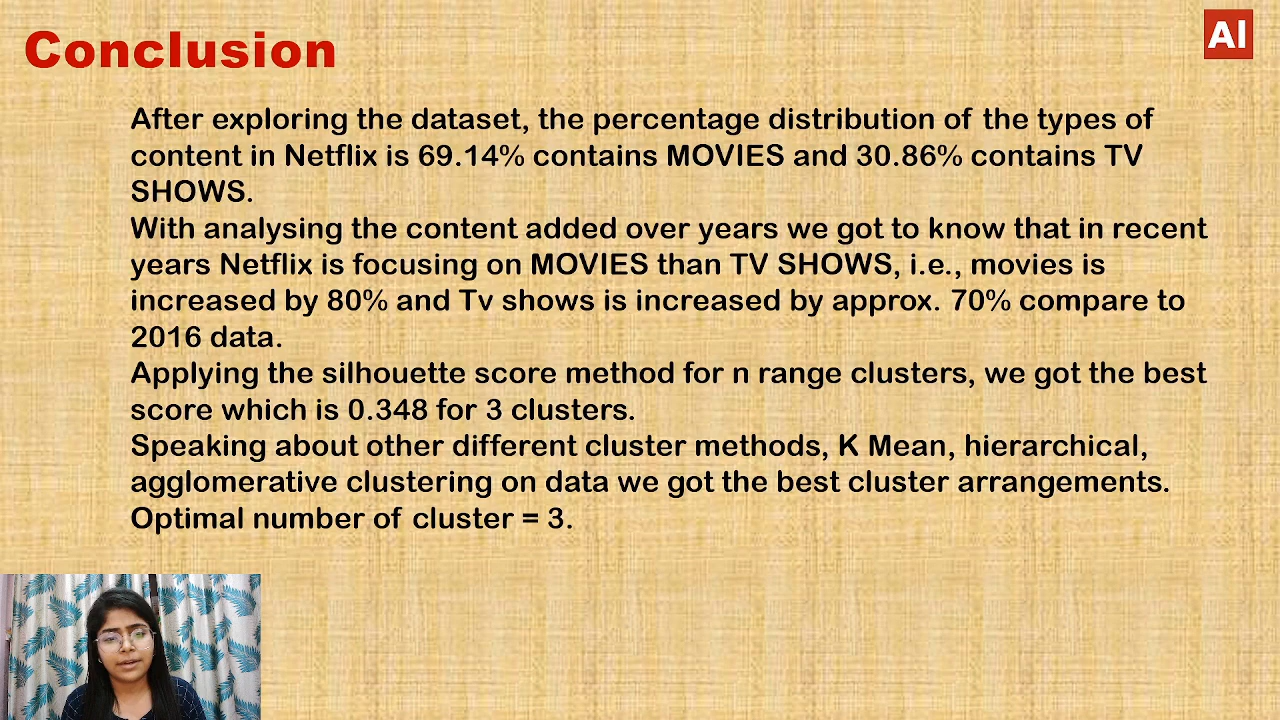 Conclusion
AI
After exploring the dataset, the percentage distribution of the types of
content in Netflix is 69.14% contains MOVIES and 30.86% contains TV
SHOWS.
With analysing the content added over years we got to know that in recent
years Netflix is focusing on MOVIES than TV SHOWS, i.e., movies is
increased by 80% and Tv shows is increased by approx. 70% compare to
2016 data.
Applying the silhouette score method for n range clusters, we got the best
score which is 0.348 for 3 clusters.
Speaking about other different cluster methods, K Mean, hierarchical,
agglomerative clustering on data we got the best cluster arrangements.
Optimal number of cluster = 3.